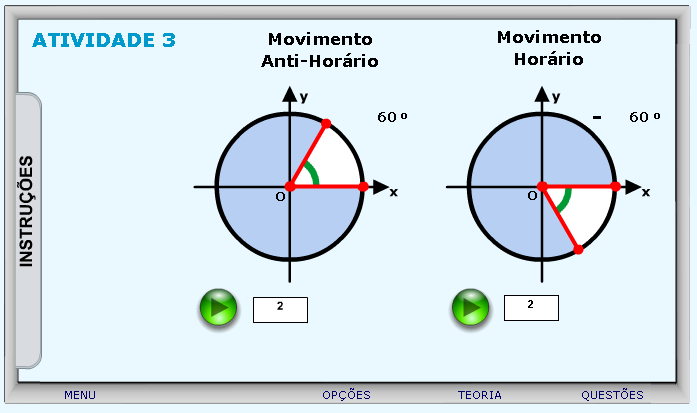 ATIVIDADE 3
Movimento
Anti-Horário
Movimento
Horário
INSTRUÇÕES
y
60 º
x
O
2
y
- 60 º
x
O
2
MENU
OPÇÕES
TEORIA
QUESTÕES